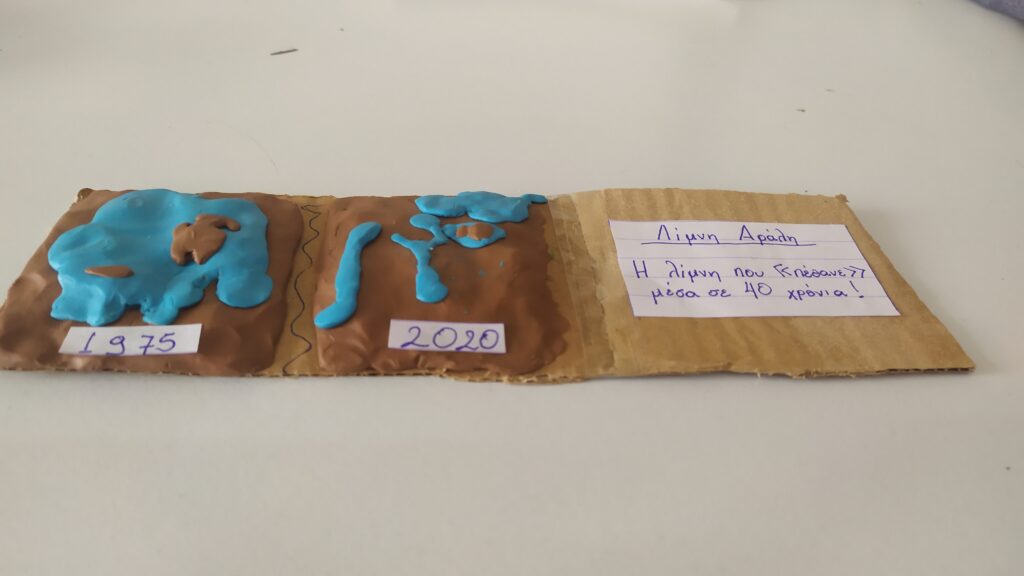 1975
2020
Λίμνη Αράλη
Η λίμνη που <<πέθανε>>
μέσα σε 40 χρόνια!